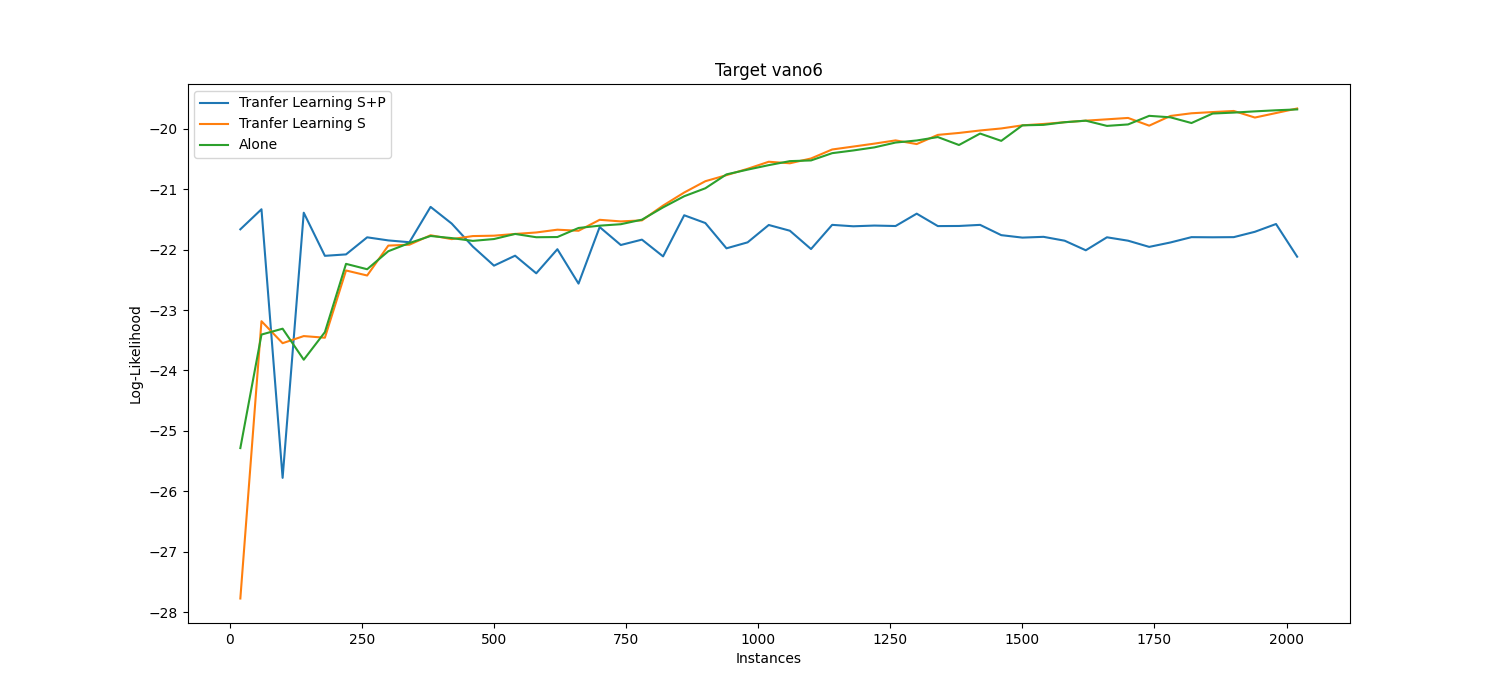 Target vano6
Tranfer Learning S+P
Tranfer Learning S
Alone
Log-Likelihood
−20
−21
−22
−23
−24
−25
−26
−27
−28
0 250 500 750 1000 1250 1500 1750 2000
Instances